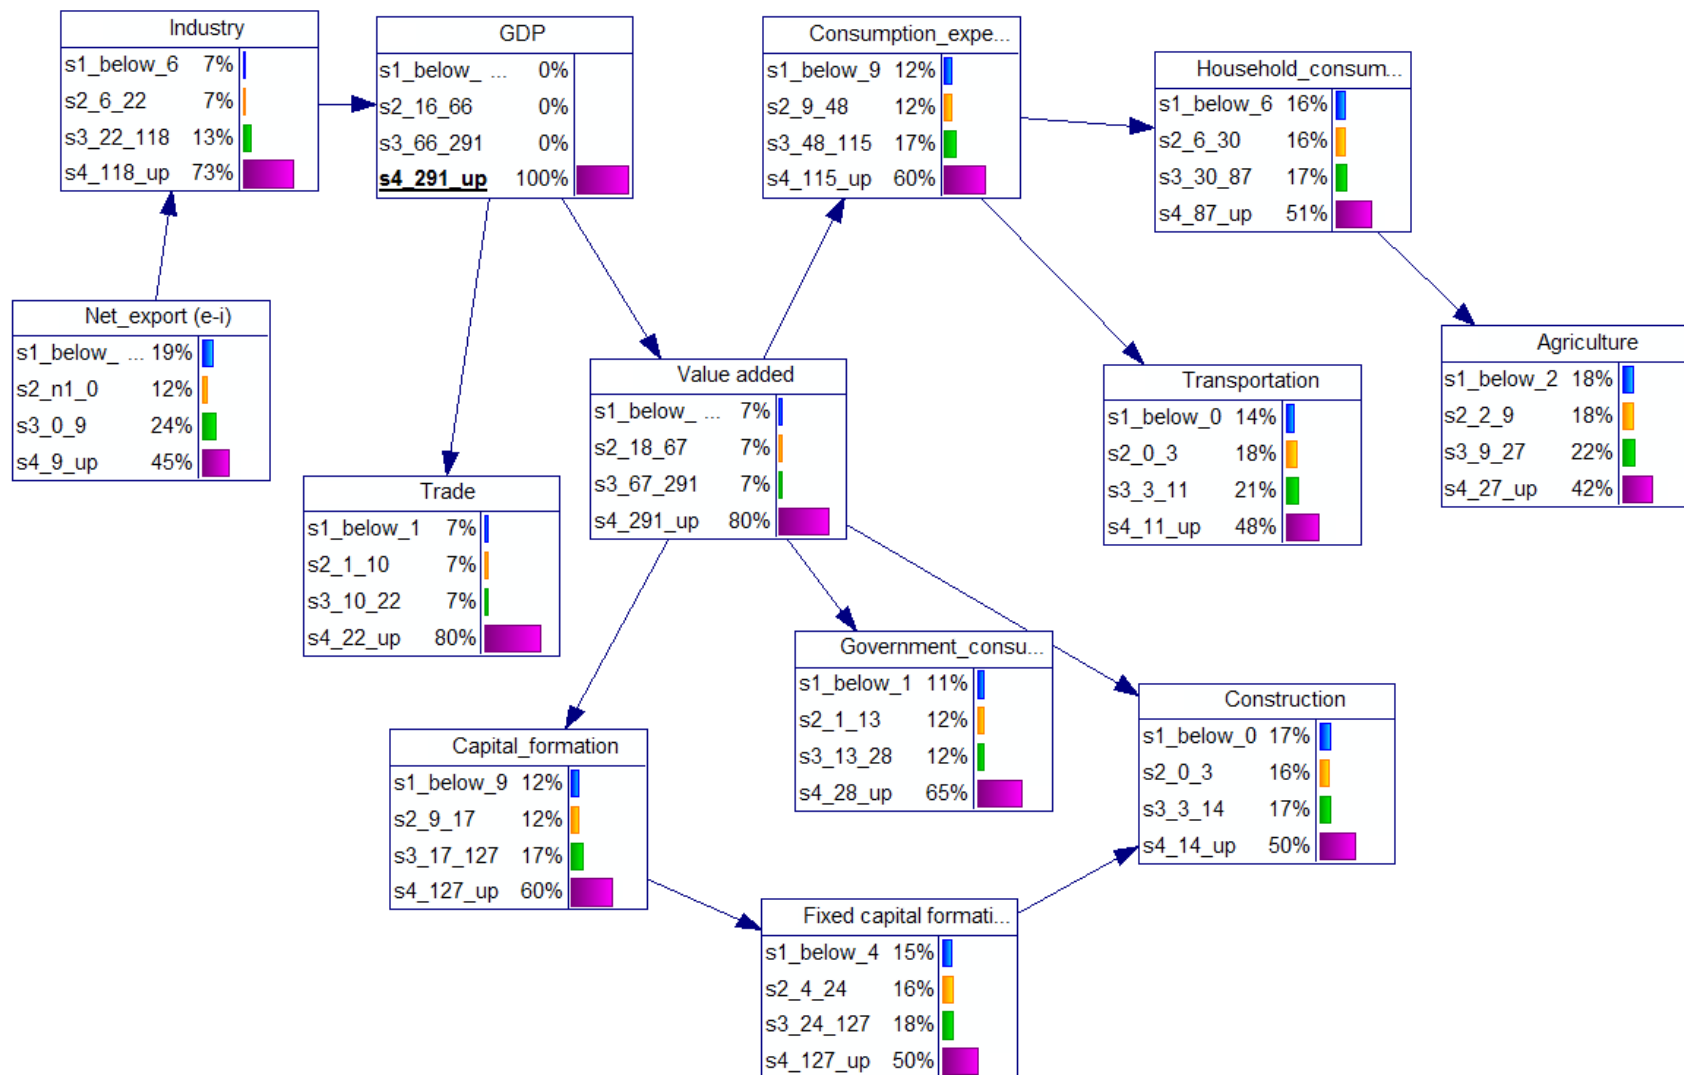 Industry
s1_below_6 7%
s2_6_22 7%
s3_22_118 13%
s4_118_up 73%
GDP
s1_below_ ... 0%
s2_16_66 0%
s3_66_291 0%
s4_291_up 100%
Consumption_expe...
s1_below_9 12%
s2_9_48 12%
s3_48_115 17%
s4_115_up 60%
Household_consum...
s1_below_6 16%
s2_6_30 16%
s3_30_87 17%
s4_87_up 51%
Net_export (e-i)
s1_below_ ... 19%
s2_n1_0 12%
s3_0_9 24%
s4_9_up 45%
Value added
s1_below_ ... 7%
s2_18_67 7%
s3_67_291 7%
s4_291_up 80%
Transportation
s1_below_0 14%
s2_0_3 18%
s3_3_11 21%
s4_11_up 48%
Agriculture
s1_below_2 18%
s2_2_9 18%
s3_9_27 22%
s4_27_up 42%
Trade
s1_below_1 7%
s2_1_10 7%
s3_10_22 7%
s4_22_up 80%
Government_consu...
s1_below_1 11%
s2_1_13 12%
s3_13_28 12%
s4_28_up 65%
Construction
s1_below_0 17%
s2_0_3 16%
s3_3_14 17%
s4_14_up 50%
Capital_formation
s1_below_9 12%
s2_9_17 12%
s3_17_127 17%
s4_127_up 60%
Fixed capital formati...
s1_below_4 15%
s2_4_24 16%
s3_24_127 18%
s4_127_up 50%